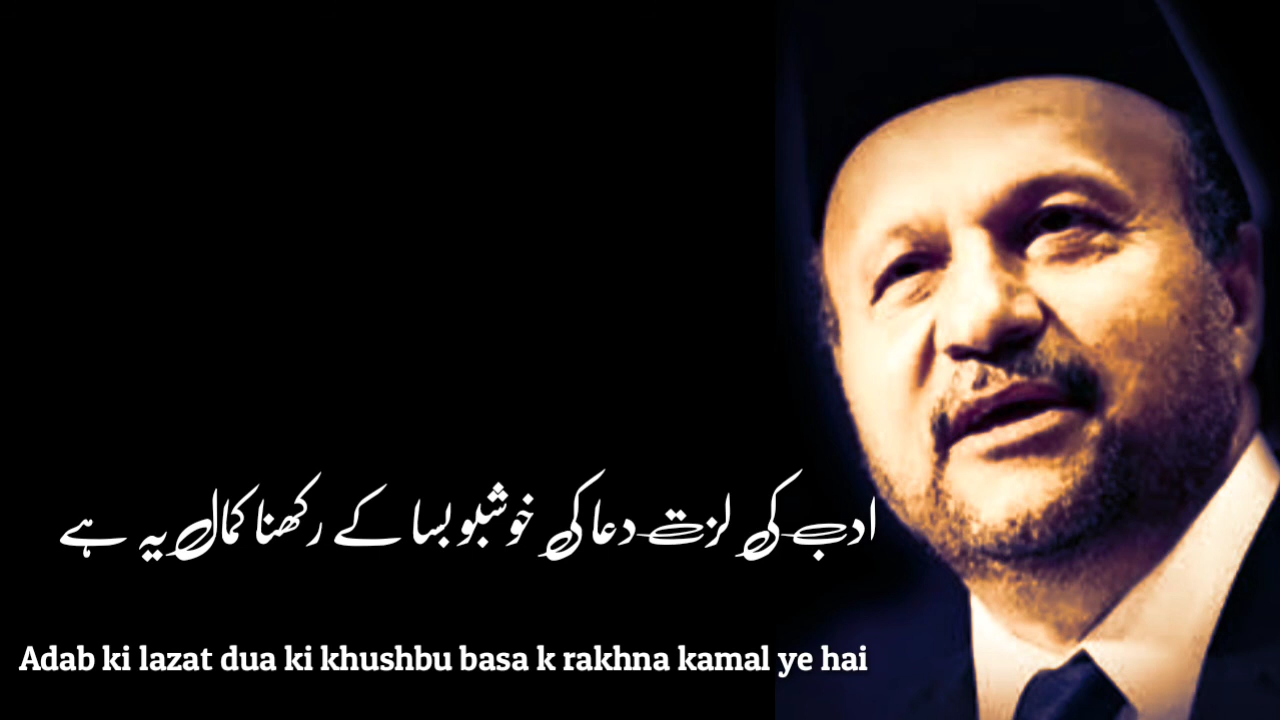 ادب کی لزت دعا کی خوشبو بسا کے رکھنا کمال یہ ہے
Adab ki lazat dua ki khushbu basa k rakhna kamal ye hai